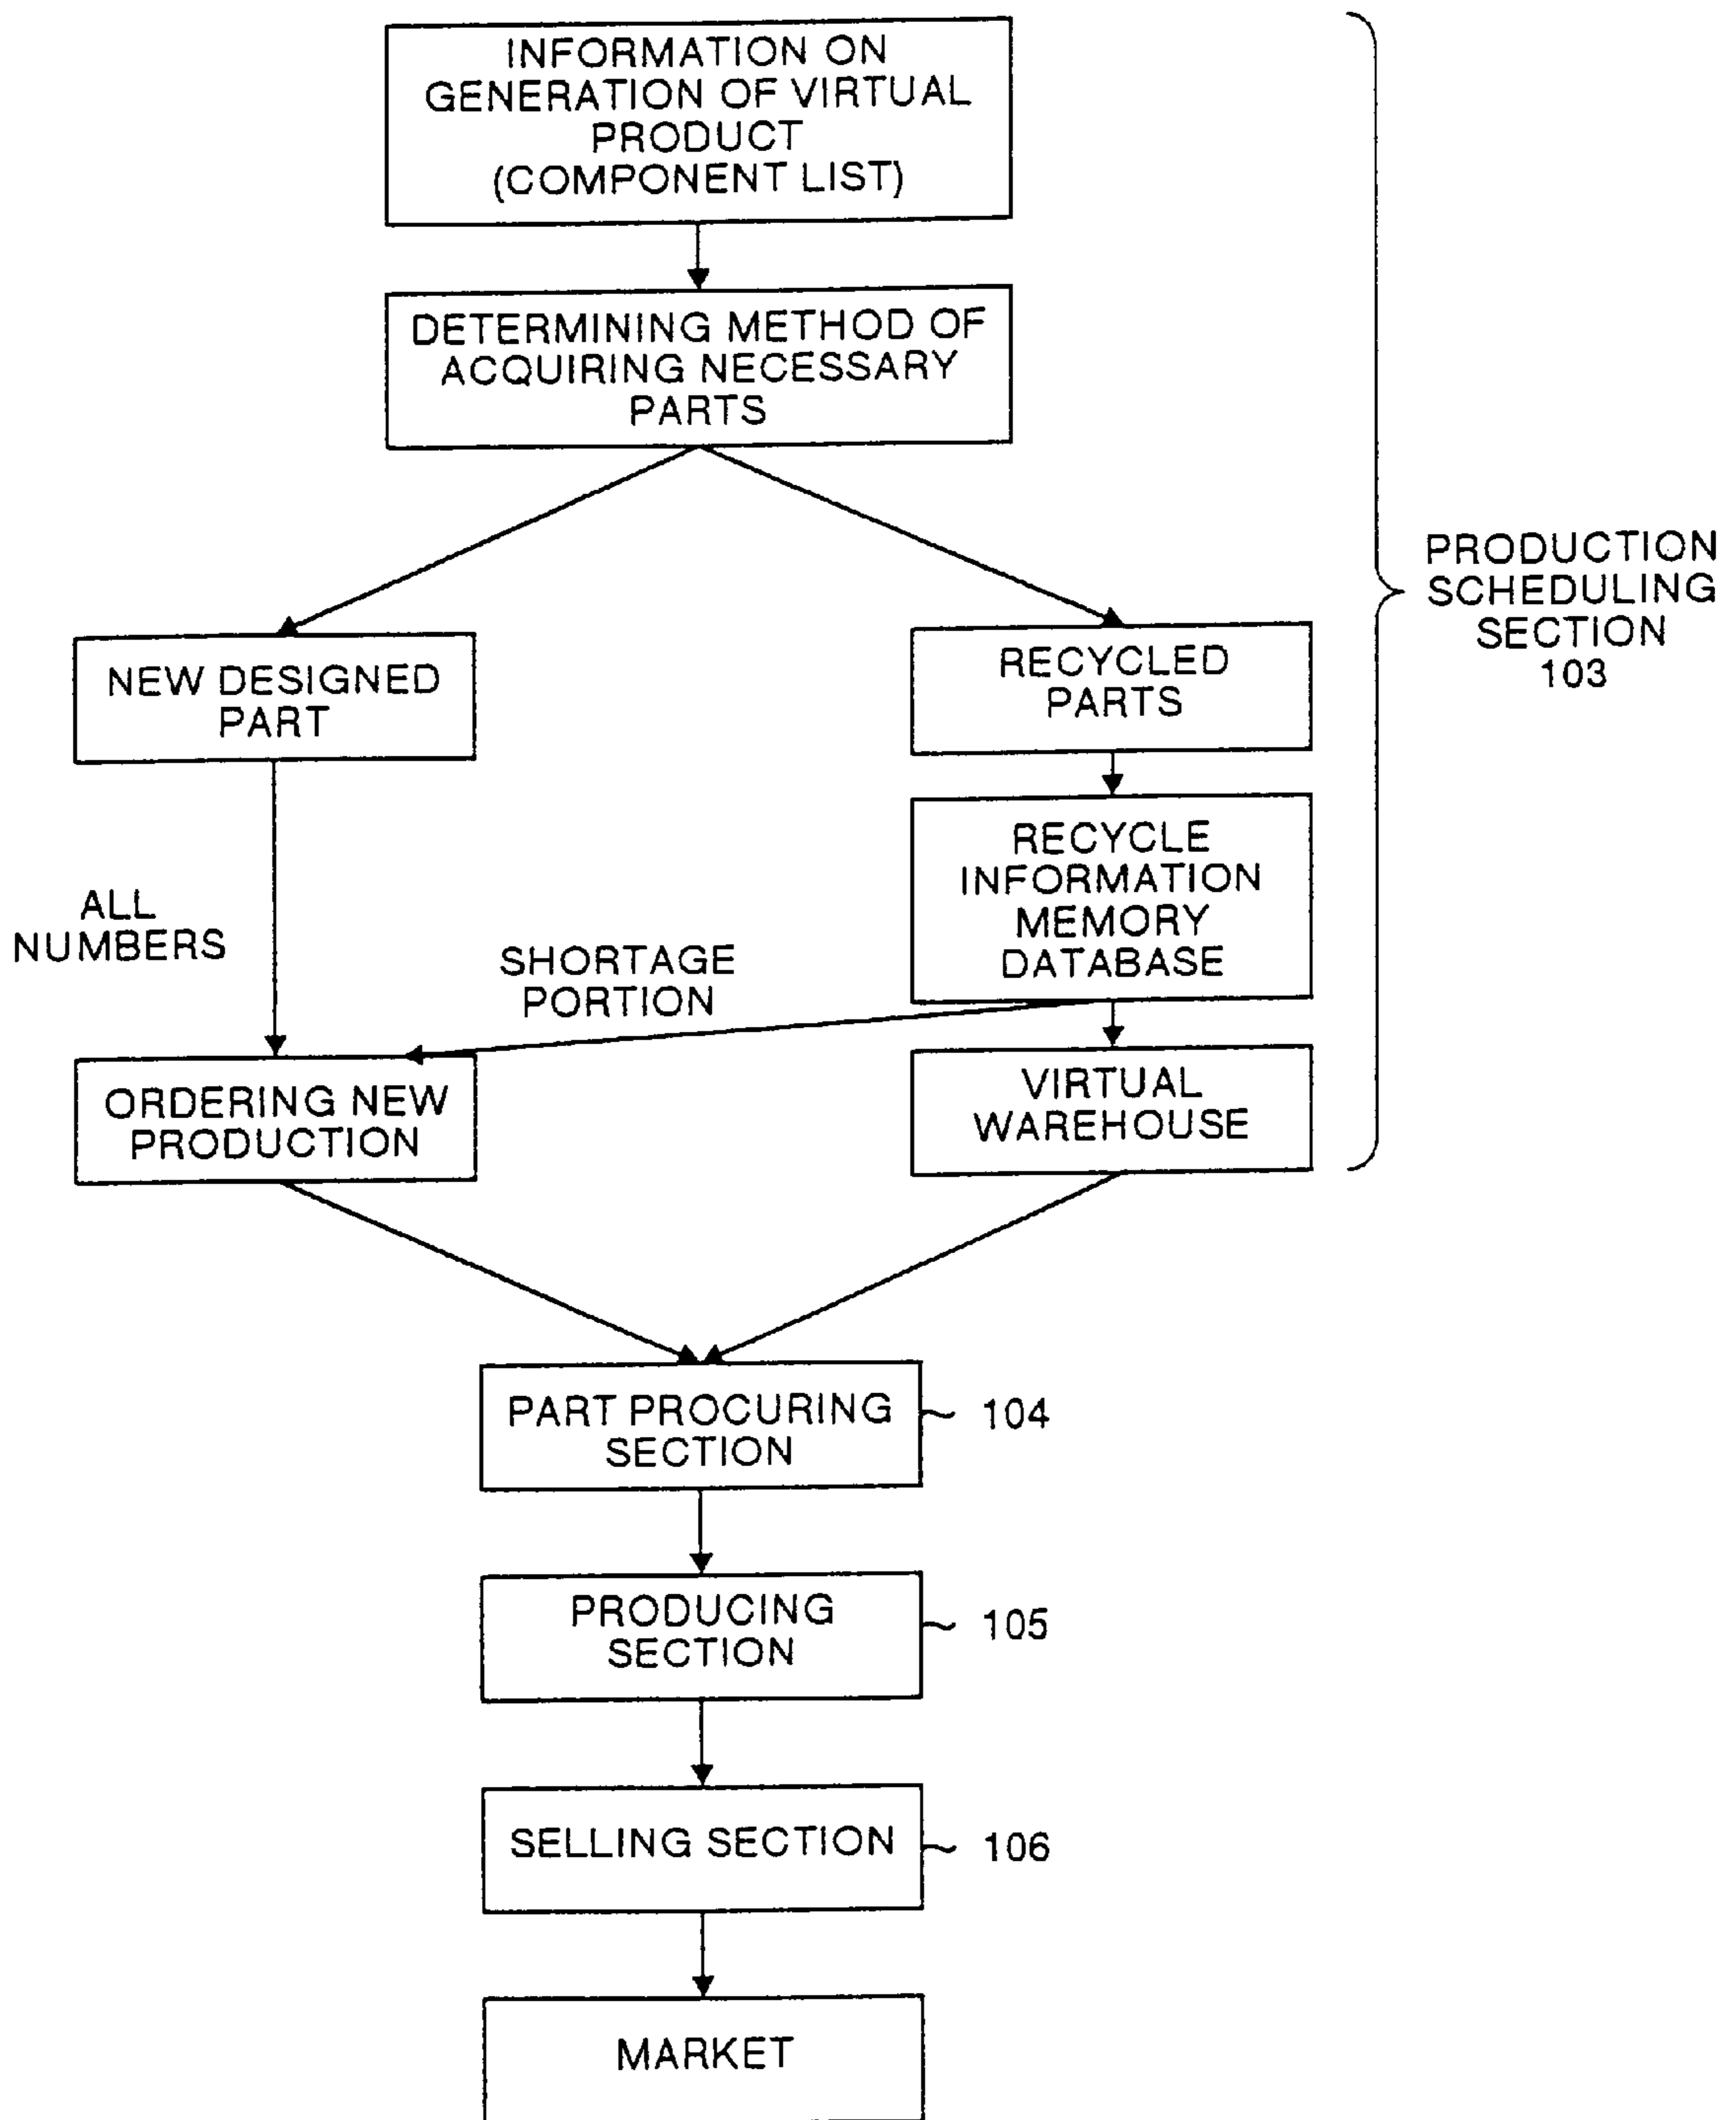 INFORMATION ON
GENERATION OF VIRTUAL
PRODUCT
(COMPONENT LIST)
DETERMINING METHOD OF
ACQUIRING NECESSARY
PARTS
PRODUCTION
SCHEDULING
SECTION
103
NEW DESIGNED
PART
RECYCLED
PARTS
RECYCLE
INFORMATION
MEMORY
DATABASE
ALL
NUMBERS
SHORTAGE
PORTION
ORDERING NEW
PRODUCTION
VIRTUAL
WAREHOUSE
PART PROCURING
SECTION
104
PRODUCING
SECTION
105
SELLING SECTION
106
MARKET